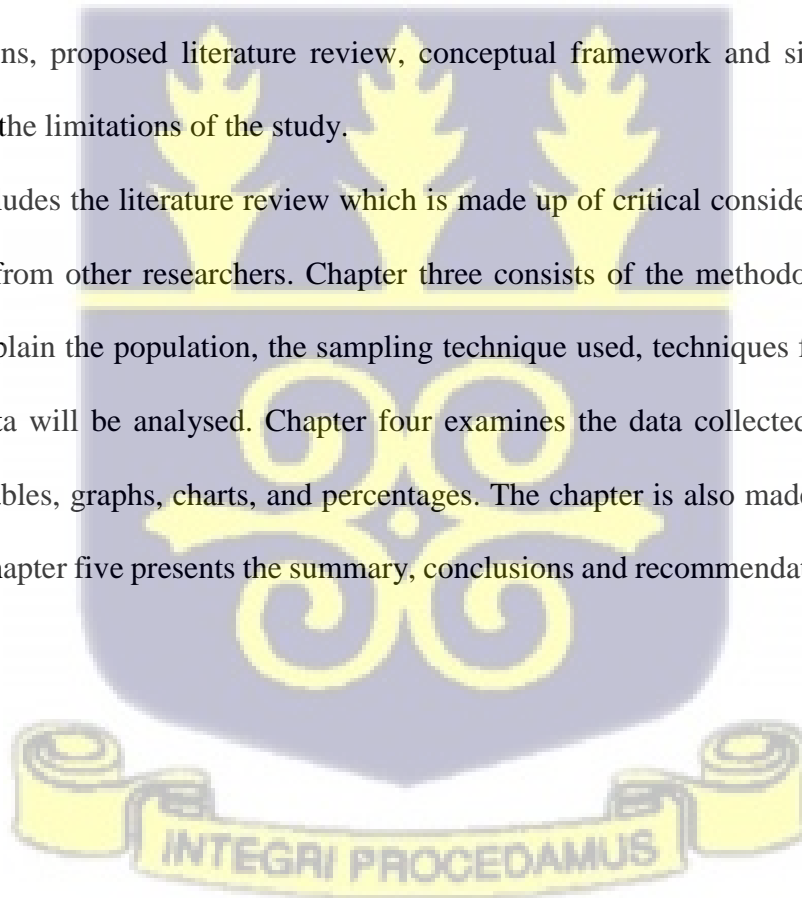 ns, proposed literature review, conceptual framework and si
the limitations of the study.
ludes the literature review which is made up of critical conside
from other researchers. Chapter three consists of the methodo
plain the population, the sampling technique used, techniques f
ta will be analysed. Chapter four examines the data collected
ables, graphs, charts, and percentages. The chapter is also made
hapter five presents the summary, conclusions and recommendat
INTEGRI PROCEDAMUS